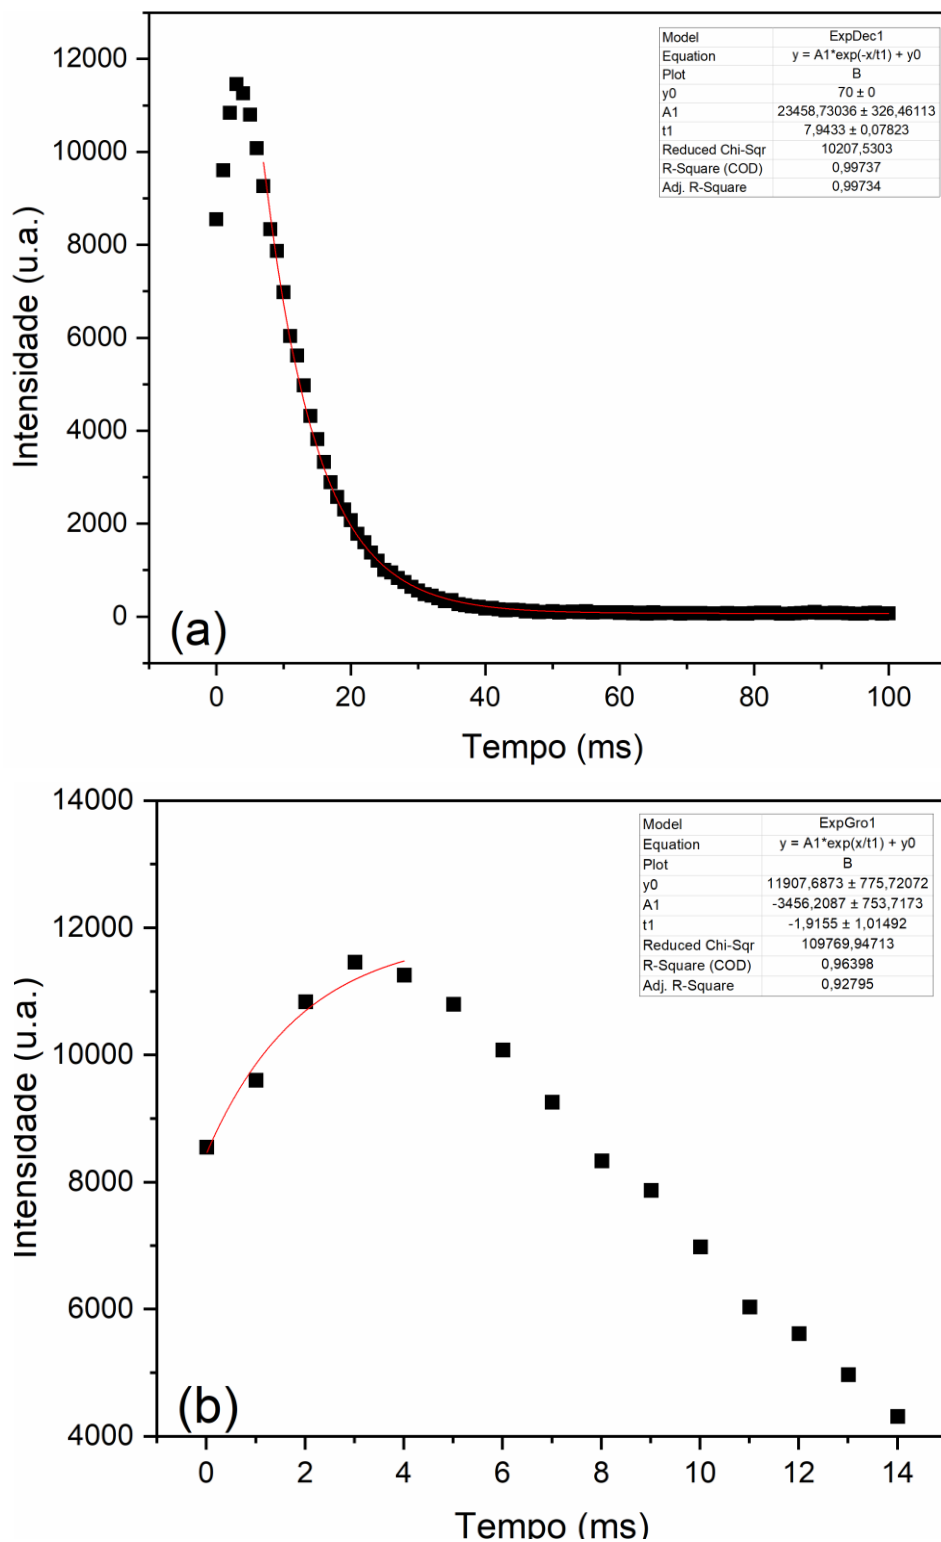 12000
10000
8000
6000
4000
2000
0
Intensidade (u.a.)
Model ExpDec1
Equation y = A1*exp(-x/t1) + y0
Plot B
y0 70 ± 0
A1 23458,73036 ± 326,46113
t1 7,9433 ± 0,07823
Reduced Chi-Sqr 10207,5303
R-Square (COD) 0,99737
Adj. R-Square 0,99734
(a)
0 20 40 60 80 100
Tempo (ms)
14000
12000
10000
8000
6000
4000
Intensidade (u.a.)
Model ExpGro1
Equation y = A1*exp(x/t1) + y0
Plot B
y0 11907,6873 ± 775,72072
A1 -3456,2087 ± 753,7173
t1 -1,9155 ± 1,01492
Reduced Chi-Sqr 109769,94713
R-Square (COD) 0,96398
Adj. R-Square 0,92795
(b)
0 2 4 6 8 10 12 14
Tempo (ms)